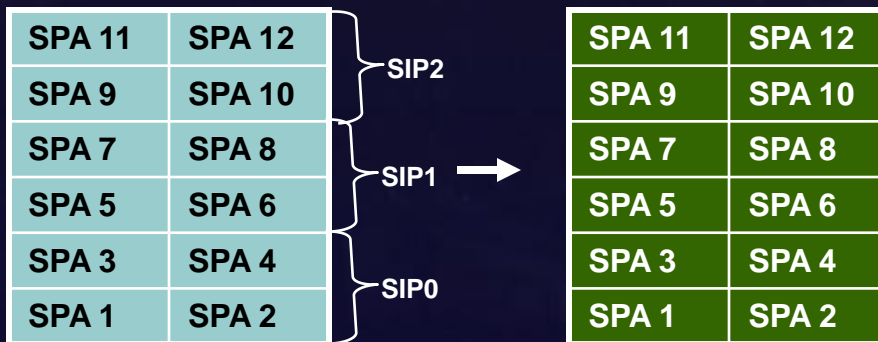 SPA 11 SPA 12 SPA 11 SPA 12
SIP2
SPA 9 SPA 10 SPA 9 SPA 10
SPA 7 SPA 8 SPA 7 SPA 8
SIP1
SPA 5 SPA 6 SPA 5 SPA 6
SPA 3 SPA 4 SPA 3 SPA 4
SIP0
SPA 1 SPA 2 SPA 1 SPA 2